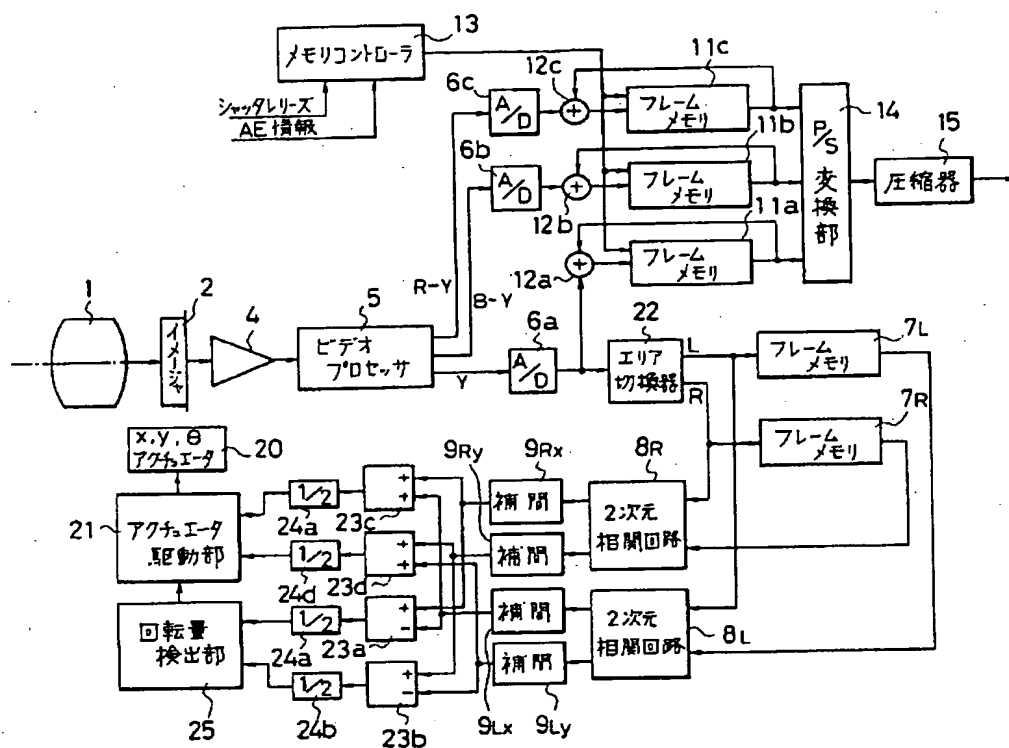 13
メモリコントローラ
シャッタレリーズ
AE情報
6c
A/D
12c
+
11c
フレーム
メモリ
6b
A/D
12b
+
11b
フレーム
メモリ
12a
+
11a
フレーム
メモリ
14
P/S
変
換
部
15
圧縮器
1
2
イメージャ
4
5
ビデオ
プロセッサ
R-Y
B-Y
Y
6a
A/D
22
エリア
切換器
L
R
7L
フレーム
メモリ
7R
フレーム
メモリ
x, y, θ
アクチュエータ
20
21
アクチュエータ
駆動部
1/2
24a
+
+
23c
9Ry
9Rx
補間
8R
2次元
相関回路
1/2
24d
+
+
23d
補間
回転量
検出部
25
1/2
24a
+
-
23a
補間
9Lx
2次元
相関回路
8L
1/2
24b
+
-
23b
補間
9Ly